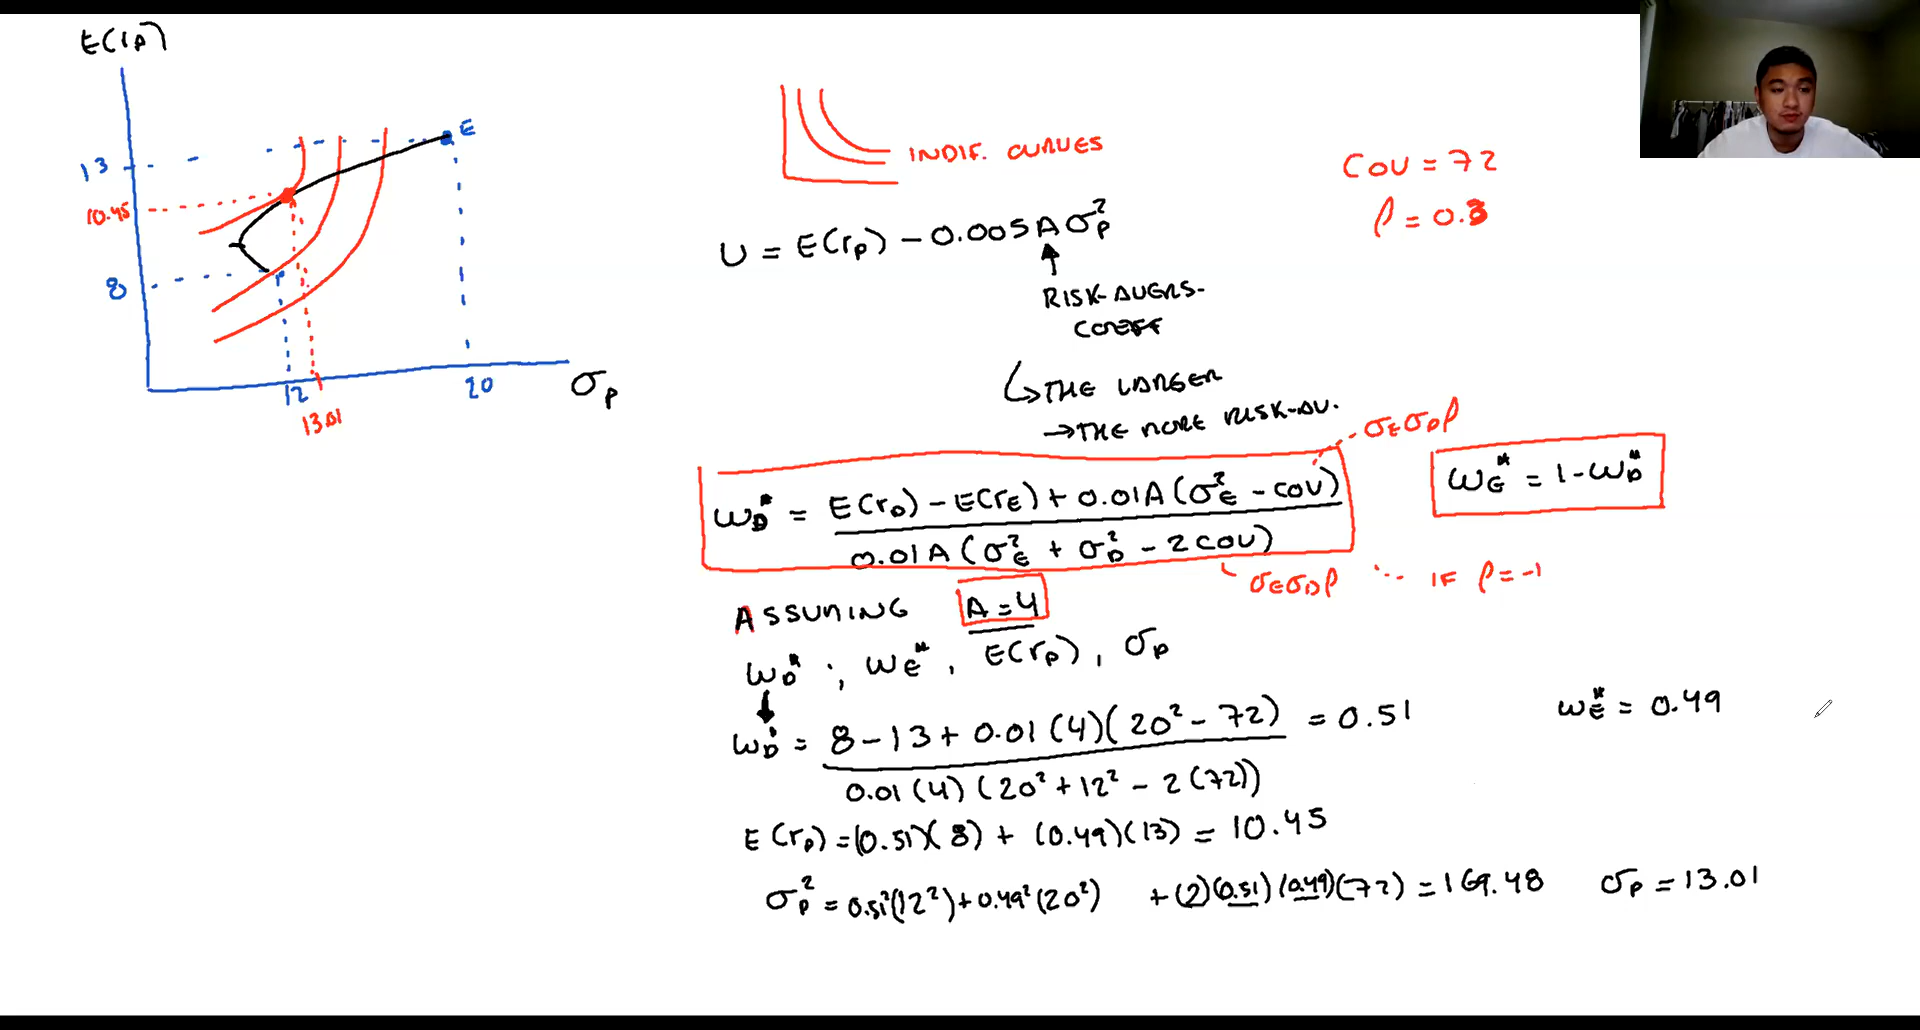 E(rp)
E
13
10.45
8
12
13.01
20
σp
INDIF. CURVES
COV = 72
ρ = 0.3
U = E(rp) - 0.005Aσp²
RISK-AVERS-
COEFF
↳ THE LARGER
→ THE MORE RISK-AV.
σEσDρ
wD* = (E(rD) - E(rE) + 0.01A(σE² - COV)) / (0.01A(σE² + σD² - 2COV))
wE* = 1 - wD*
σEσDρ ... IF ρ = -1
ASSUMING A = 4
wD* ; wE* , E(rp) , σp
wD* = (8 - 13 + 0.01(4)(20² - 72)) / (0.01(4)(20² + 12² - 2(72))) = 0.51
wE* = 0.49
E(rp) = (0.51)(8) + (0.49)(13) = 10.45
σp² = 0.51²(12²) + 0.49²(20²) + (2)(0.51)(0.49)(72) = 169.48
σp = 13.01